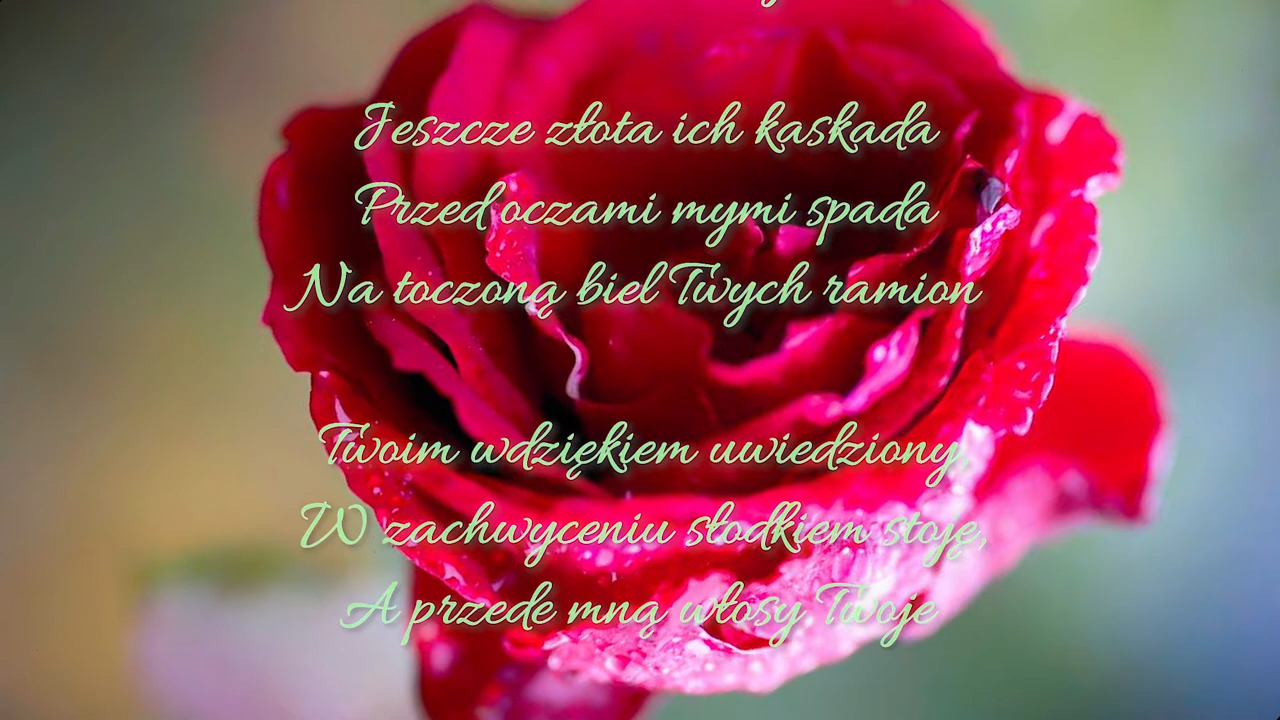 Jeszcze złota ich kaskada
Przed oczami mymi spada
Na toczoną biel Twych ramion
Twoim wdziękiem uwiedziony,
W zachwyceniu słodkiem stoję,
A przede mną włosy Twoje